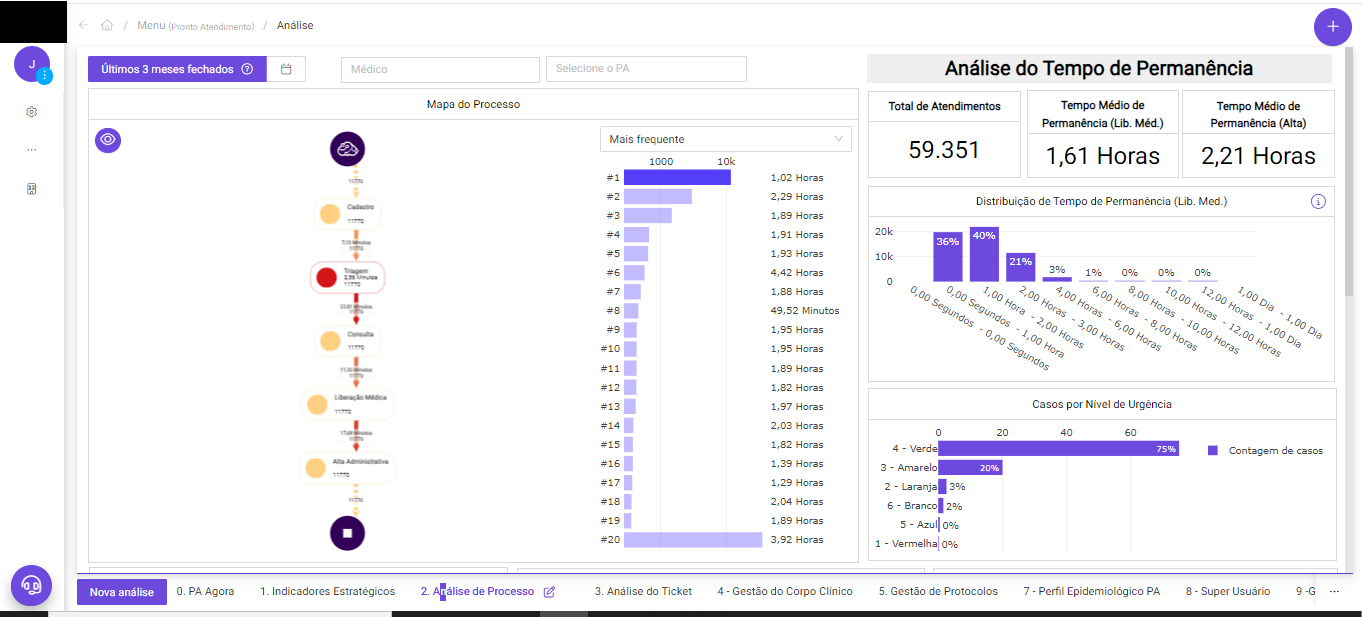 Menu (Pronto Atendimento) / Análise
+
J
Últimos 3 meses fechados
Médico
Selecione o PA
Mapa do Processo
11770
Cadastro
11770
7,13 Minutos
11770
Triagem
2,55 Minutos
11770
11770
Consulta
11770
11770
Liberação Médica
11770
11770
Alta Administrativa
11770
11770
Mais frequente
1000 10k
#1 1,02 Horas
#2 2,29 Horas
#3 1,89 Horas
#4 1,91 Horas
#5 1,93 Horas
#6 4,42 Horas
#7 1,88 Horas
#8 49,52 Minutos
#9 1,95 Horas
#10 1,95 Horas
#11 1,89 Horas
#12 1,82 Horas
#13 1,97 Horas
#14 2,03 Horas
#15 1,82 Horas
#16 1,39 Horas
#17 1,29 Horas
#18 2,04 Horas
#19 1,89 Horas
#20 3,92 Horas
Análise do Tempo de Permanência
Total de Atendimentos
59.351
Tempo Médio de
Permanência (Lib. Méd.)
1,61 Horas
Tempo Médio de
Permanência (Alta)
2,21 Horas
Distribuição de Tempo de Permanência (Lib. Med.)
20k
10k
0
36% 40% 21% 3% 1% 0% 0% 0%
0,00 Segundos - 0,00 Segundos
0,00 Segundos - 1,00 Hora
1,00 Hora - 2,00 Horas
2,00 Horas - 3,00 Horas
4,00 Horas - 6,00 Horas
6,00 Horas - 8,00 Horas
8,00 Horas - 10,00 Horas
10,00 Horas - 12,00 Horas
12,00 Horas - 1,00 Dia
1,00 Dia - 1,00 Dia
Casos por Nível de Urgência
0 20 40 60
4 - Verde 75%
3 - Amarelo 20%
2 - Laranja 3%
6 - Branco 2%
5 - Azul 0%
1 - Vermelha 0%
Contagem de casos
Nova análise
0. PA Agora
1. Indicadores Estratégicos
2. Análise de Processo
3. Análise do Ticket
4 - Gestão do Corpo Clínico
5. Gestão de Protocolos
7 - Perfil Epidemiológico PA
8 - Super Usuário
9 -G